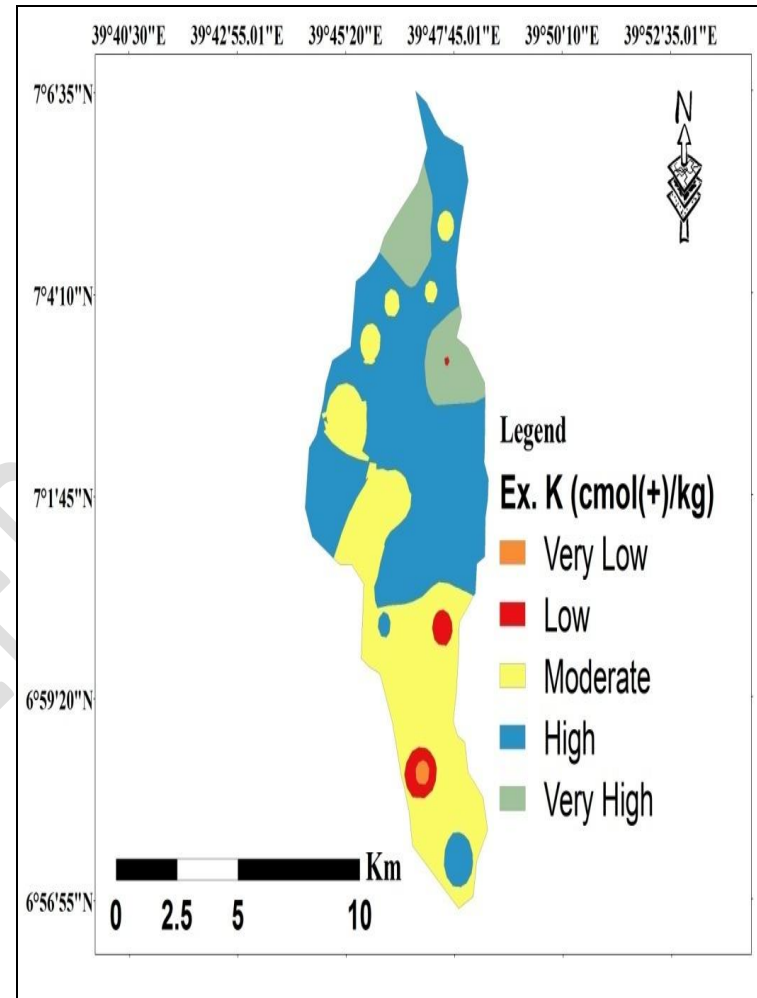 39°40'30"E 39°42'55.01"E 39°45'20"E 39°47'45.01"E 39°50'10"E 39°52'35.01"E
7°6'35"N
N
7°4'10"N
Legend
7°1'45"N
Ex. K (cmol(+)/kg)
Very Low
Low
Moderate
6°59'20"N
High
Very High
Km
6°56'55"N
0 2.5 5 10